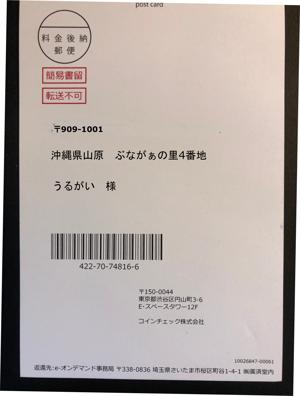 post card
料金後納
郵便
簡易書留
転送不可
〒909-1001
沖縄県山原　ぶながぁの里4番地
うるがい　様
422-70-74816-6
〒150-0044
東京都渋谷区円山町3-6
E・スペースタワー12F
コインチェック株式会社
10026847-00061
返還先:e-オンデマンド事務局 〒338-0836 埼玉県さいたま市桜区町谷1-4-1 ㈱廣済堂内